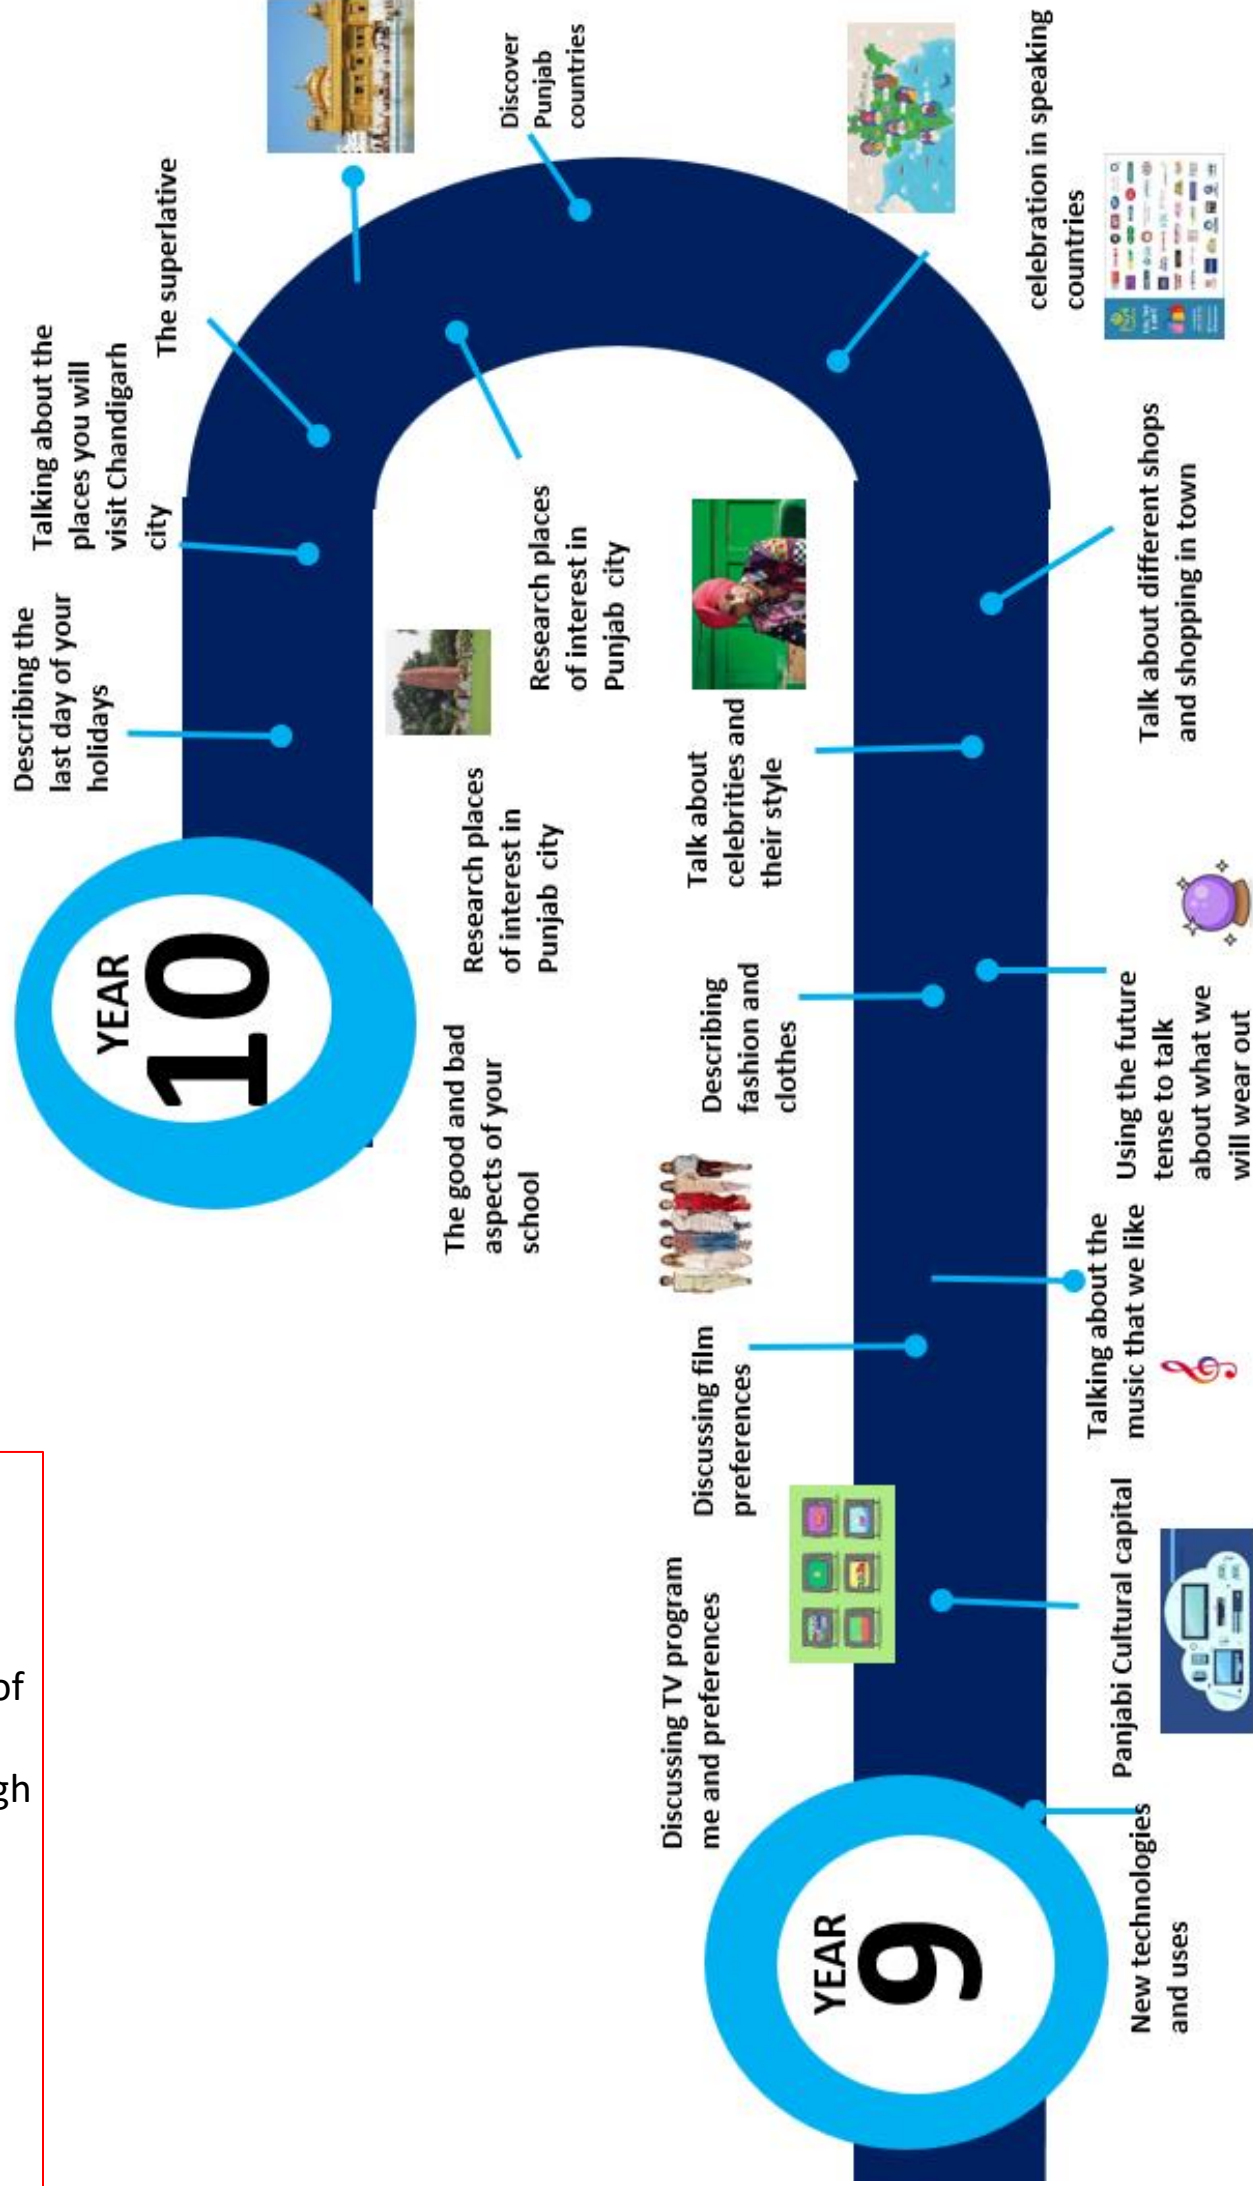 YEAR
10
Describing the
last day of your
holidays
Talking about the
places you will
visit Chandigarh
city
The superlative
Discover
Punjab
countries
Research places
of interest in
Punjab city
Research places
of interest in
Punjab city
The good and bad
aspects of your
school
celebration in speaking
countries
Talk about different shops
and shopping in town
Talk about
celebrities and
their style
Describing
fashion and
clothes
Using the future
tense to talk
about what we
will wear out
Talking about the
music that we like
Discussing film
preferences
Discussing TV program
me and preferences
Panjabi Cultural capital
New technologies
and uses
YEAR
9
of
gh